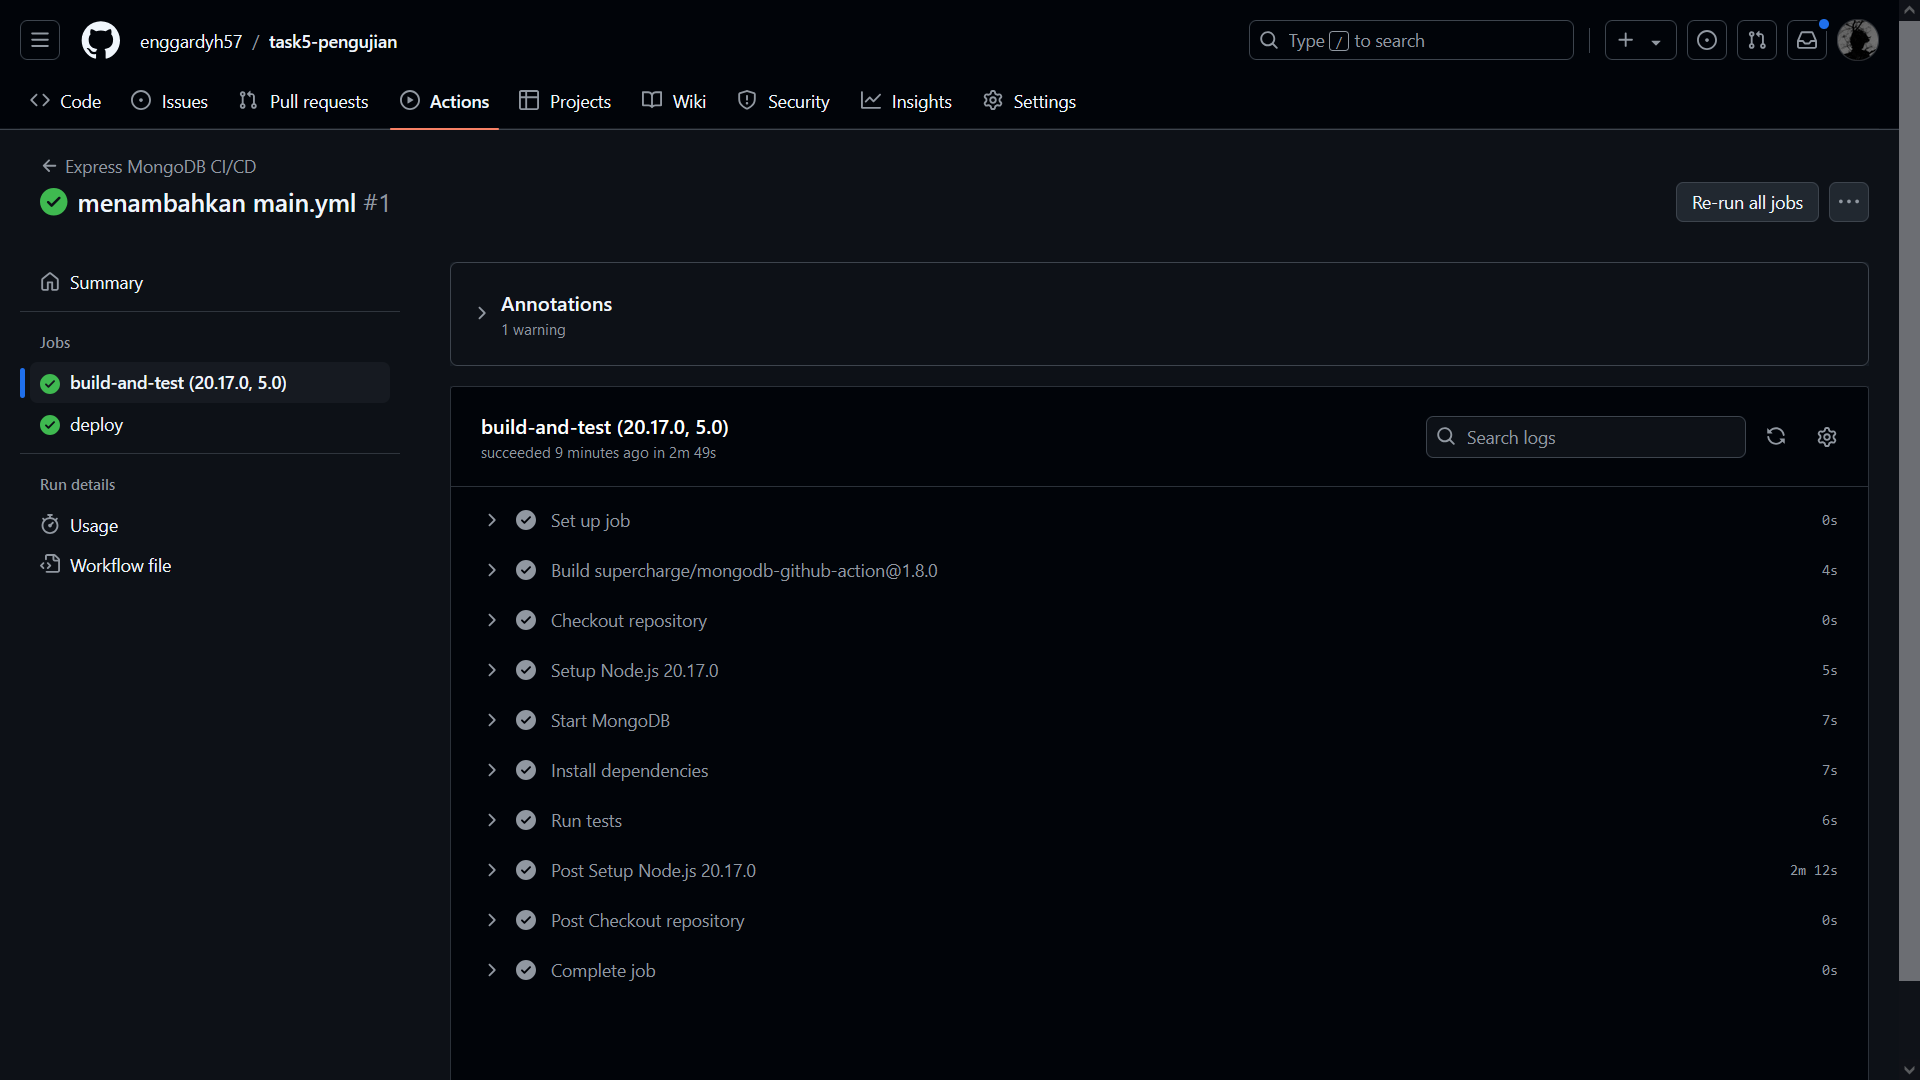 enggardyh57 / task5-pengujian
Type / to search
Code
Issues
Pull requests
Actions
Projects
Wiki
Security
Insights
Settings
Express MongoDB CI/CD
menambahkan main.yml #1
Re-run all jobs
Summary
Jobs
build-and-test (20.17.0, 5.0)
deploy
Run details
Usage
Workflow file
Annotations
1 warning
build-and-test (20.17.0, 5.0)
succeeded 9 minutes ago in 2m 49s
Search logs
Set up job 0s
Build supercharge/mongodb-github-action@1.8.0 4s
Checkout repository 0s
Setup Node.js 20.17.0 5s
Start MongoDB 7s
Install dependencies 7s
Run tests 6s
Post Setup Node.js 20.17.0 2m 12s
Post Checkout repository 0s
Complete job 0s